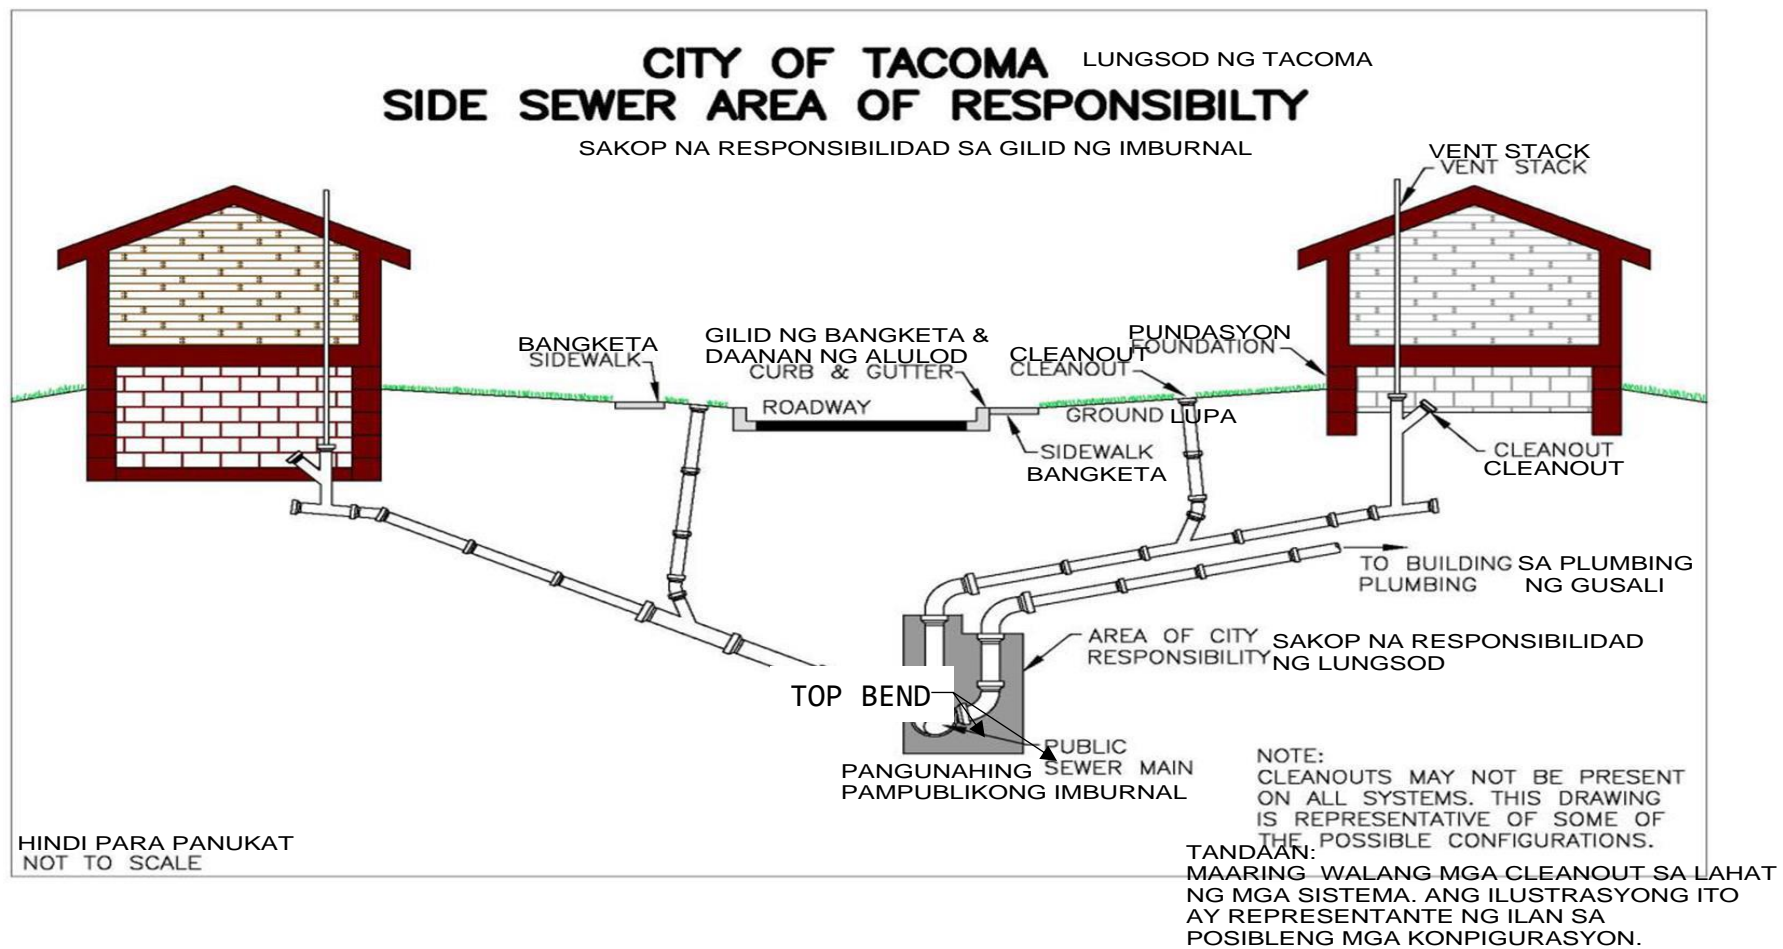 CITY OF TACOMA LUNGSOD NG TACOMA
SIDE SEWER AREA OF RESPONSIBILTY
SAKOP NA RESPONSIBILIDAD SA GILID NG IMBURNAL
VENT STACK
VENT STACK
BANGKETA
SIDEWALK
GILID NG BANGKETA &
DAANAN NG ALULOD
CURB & GUTTER
CLEANOUT
CLEANOUT
PUNDASYON
FOUNDATION
ROADWAY
GROUND LUPA
SIDEWALK
BANGKETA
CLEANOUT
CLEANOUT
TO BUILDING SA PLUMBING
PLUMBING NG GUSALI
AREA OF CITY SAKOP NA RESPONSIBILIDAD
RESPONSIBILITY NG LUNGSOD
TOP BEND
PUBLIC
SEWER MAIN
PANGUNAHING
PAMPUBLIKONG IMBURNAL
NOTE:
CLEANOUTS MAY NOT BE PRESENT
ON ALL SYSTEMS. THIS DRAWING
IS REPRESENTATIVE OF SOME OF
THE POSSIBLE CONFIGURATIONS.
HINDI PARA PANUKAT
NOT TO SCALE
TANDAAN:
MAARING WALANG MGA CLEANOUT SA LAHAT
NG MGA SISTEMA. ANG ILUSTRASYONG ITO
AY REPRESENTANTE NG ILAN SA
POSIBLENG MGA KONPIGURASYON.